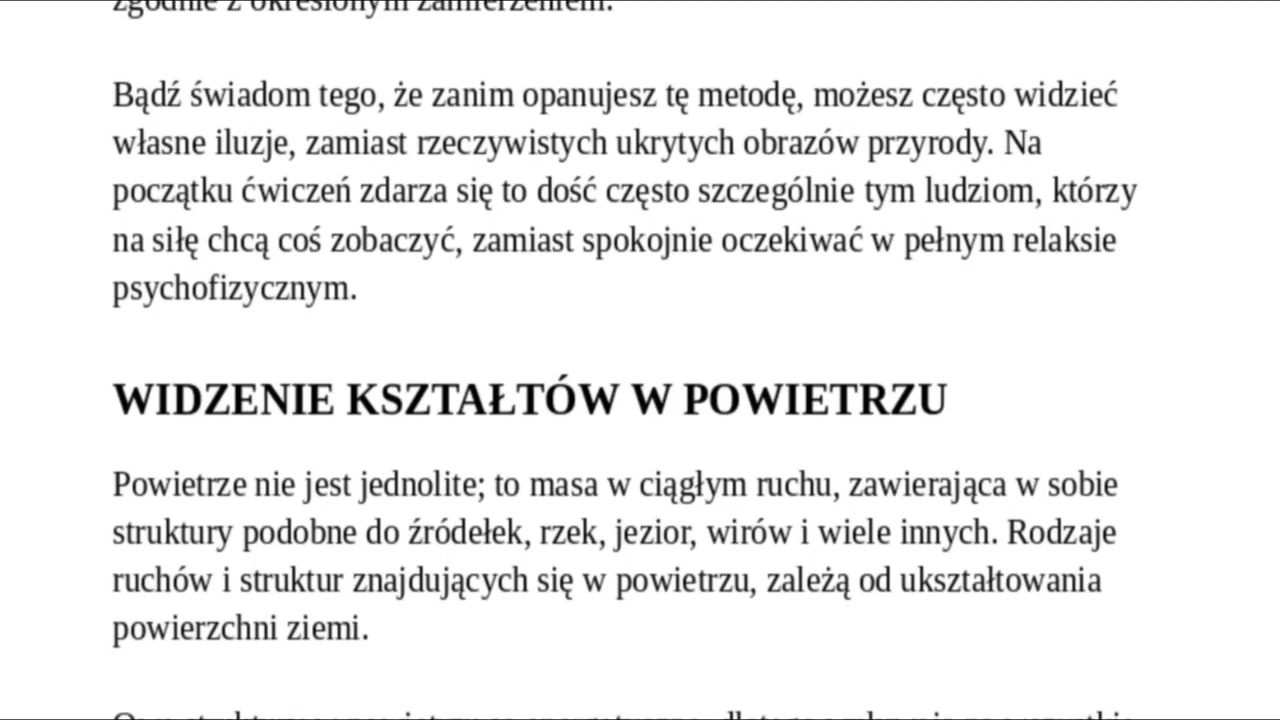 zgodnie z określonym zamierzeniem.
Bądź świadom tego, że zanim opanujesz tę metodę, możesz często widzieć
własne iluzje, zamiast rzeczywistych ukrytych obrazów przyrody. Na
początku ćwiczeń zdarza się to dość często szczególnie tym ludziom, którzy
na siłę chcą coś zobaczyć, zamiast spokojnie oczekiwać w pełnym relaksie
psychofizycznym.
WIDZENIE KSZTAŁTÓW W POWIETRZU
Powietrze nie jest jednolite; to masa w ciągłym ruchu, zawierająca w sobie
struktury podobne do źródełek, rzek, jezior, wirów i wiele innych. Rodzaje
ruchów i struktur znajdujących się w powietrzu, zależą od ukształtowania
powierzchni ziemi.